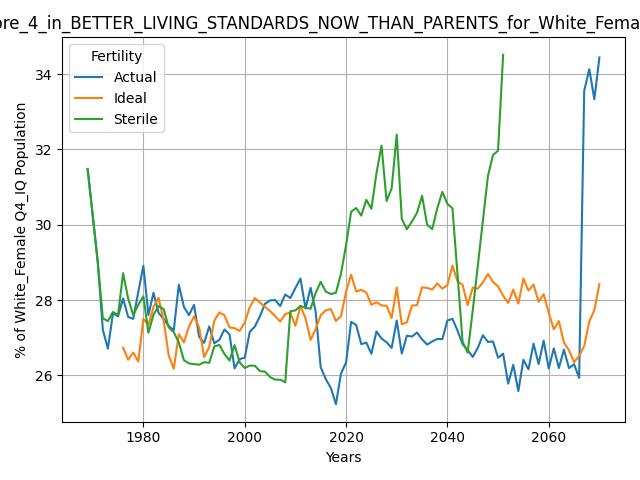 ore_4_in_BETTER_LIVING_STANDARDS_NOW_THAN_PARENTS_for_White_Fema
Fertility
Actual
Ideal
Sterile
% of White_Female Q4_IQ Population
34
32
30
28
26
1980
2000
2020
2040
2060
Years